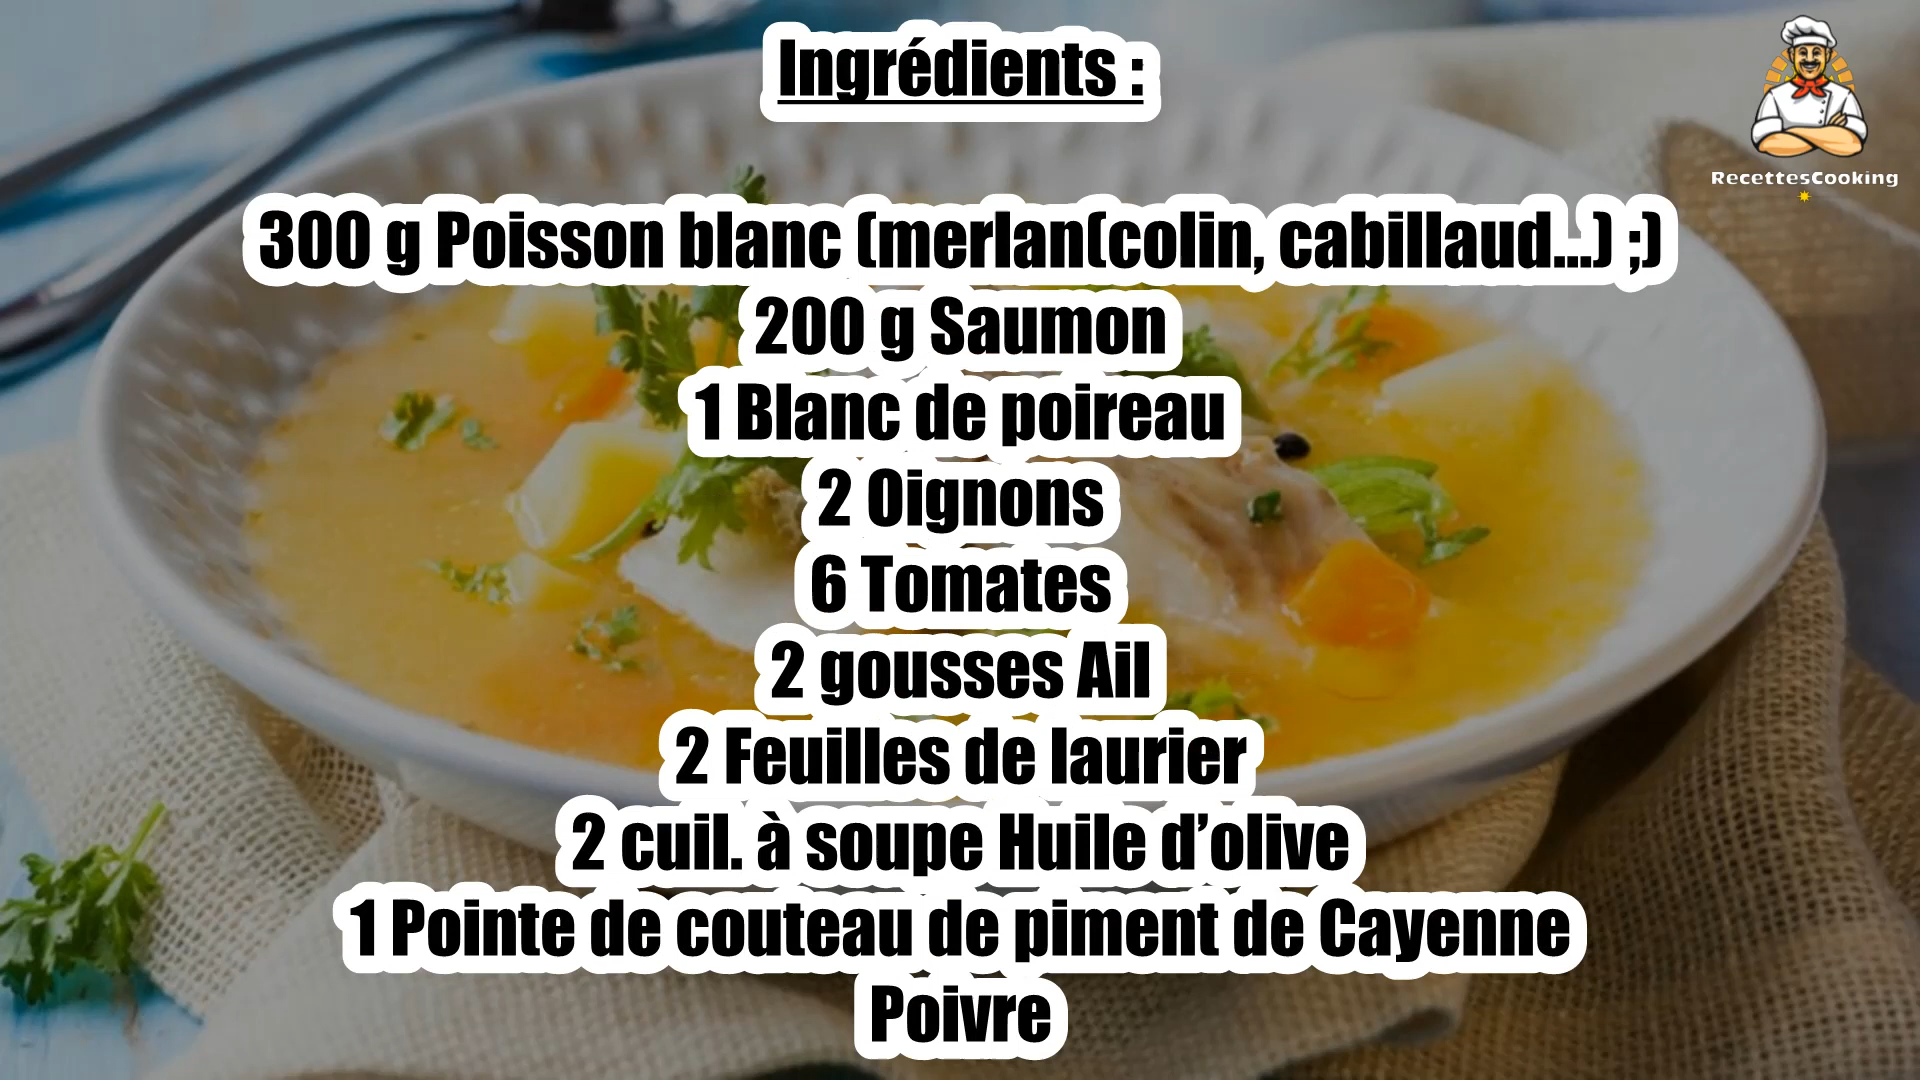 Ingrédients :
RecettesCooking
300 g Poisson blanc (merlan(colin, cabillaud...) ;)
200 g Saumon
1 Blanc de poireau
2 Oignons
6 Tomates
2 gousses Ail
2 Feuilles de laurier
2 cuil. à soupe Huile d’olive
1 Pointe de couteau de piment de Cayenne
Poivre